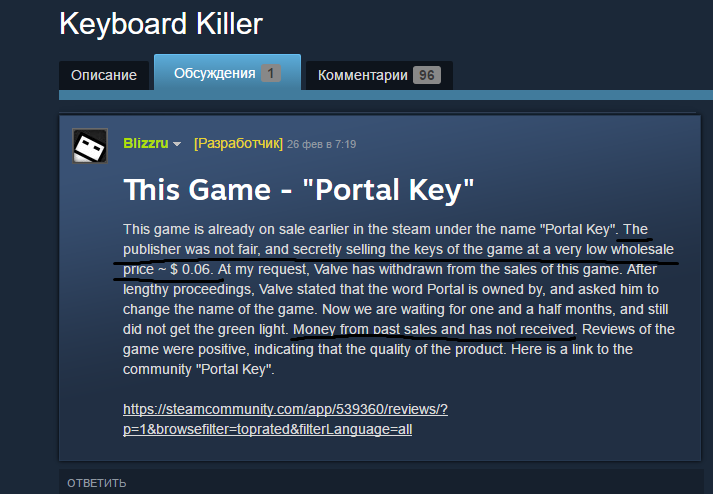 Keyboard Killer
Описание
Обсуждения 1
Комментарии 96
Blizzru [Разработчик] 26 фев в 7:19
This Game - "Portal Key"
This game is already on sale earlier in the steam under the name "Portal Key". The
publisher was not fair, and secretly selling the keys of the game at a very low wholesale
price ~ $ 0.06. At my request, Valve has withdrawn from the sales of this game. After
lengthy proceedings, Valve stated that the word Portal is owned by, and asked him to
change the name of the game. Now we are waiting for one and a half months, and still
did not get the green light. Money from past sales and has not received. Reviews of the
game were positive, indicating that the quality of the product. Here is a link to the
community "Portal Key".
https://steamcommunity.com/app/539360/reviews/?
p=1&browsefilter=toprated&filterLanguage=all
ОТВЕТИТЬ